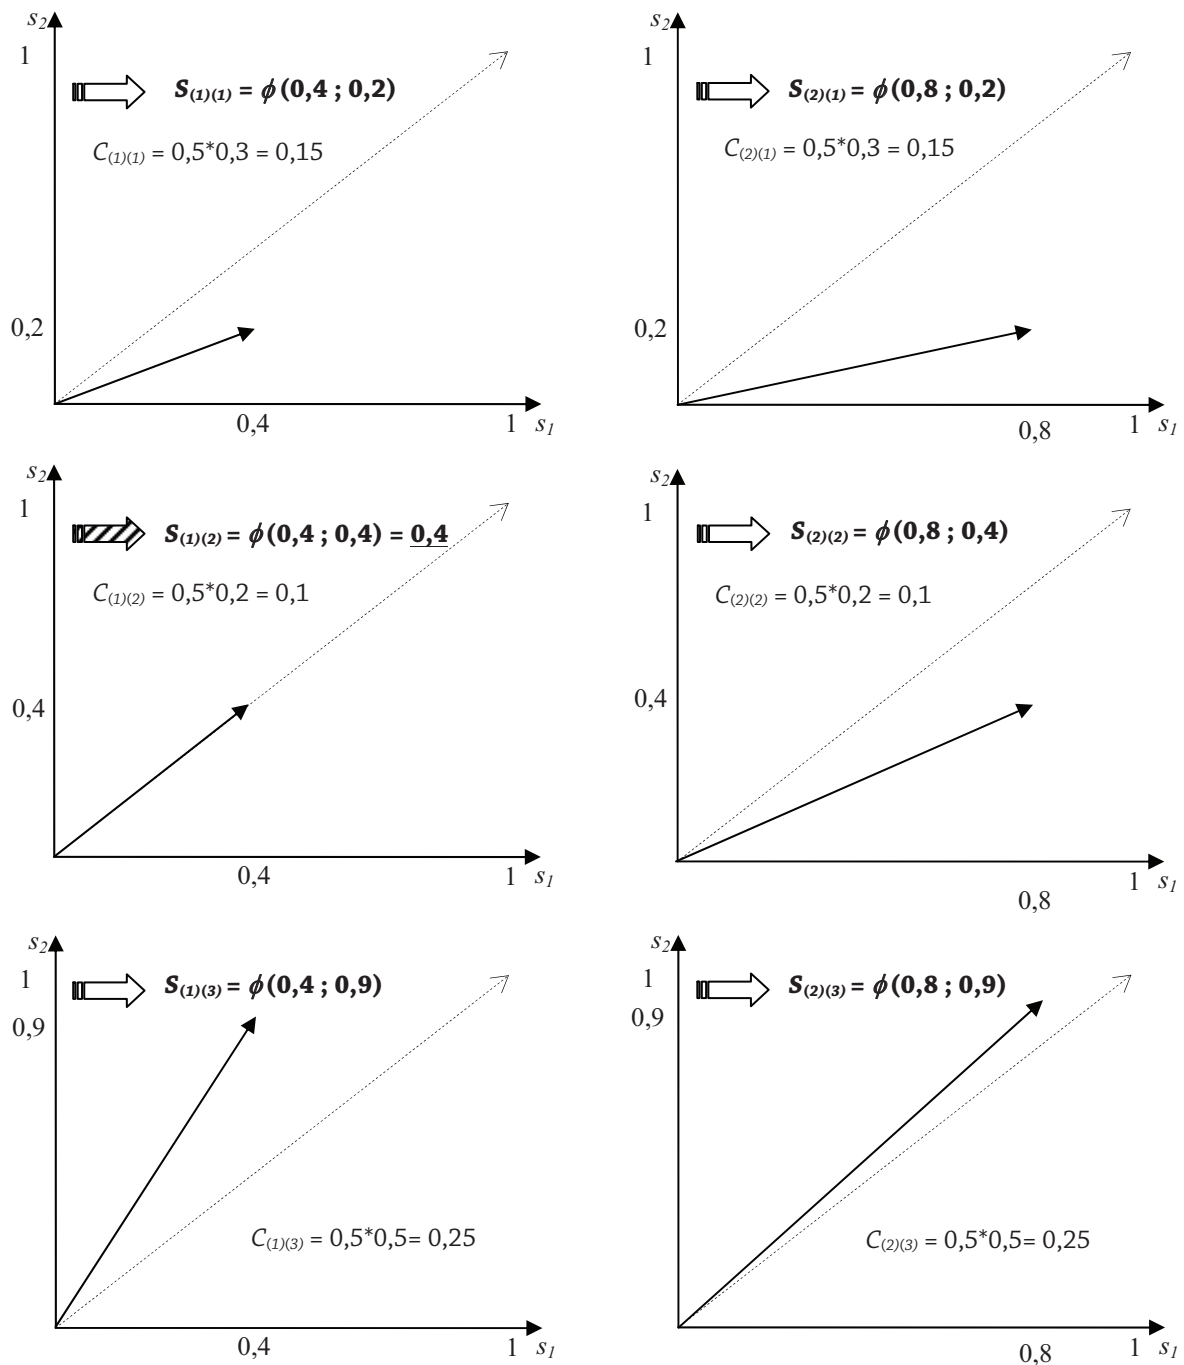 s2
1
S(1)(1) = ϕ(0,4 ; 0,2)
C(1)(1) = 0,5*0,3 = 0,15
0,2
0,4
1 s1
s2
1
S(2)(1) = ϕ(0,8 ; 0,2)
C(2)(1) = 0,5*0,3 = 0,15
0,2
0,8
1 s1
s2
1
S(1)(2) = ϕ(0,4 ; 0,4) = 0,4
C(1)(2) = 0,5*0,2 = 0,1
0,4
0,4
1 s1
s2
1
S(2)(2) = ϕ(0,8 ; 0,4)
C(2)(2) = 0,5*0,2 = 0,1
0,4
0,8
1 s1
s2
1
S(1)(3) = ϕ(0,4 ; 0,9)
0,9
C(1)(3) = 0,5*0,5= 0,25
0,4
1 s1
s2
1
S(2)(3) = ϕ(0,8 ; 0,9)
0,9
C(2)(3) = 0,5*0,5= 0,25
0,8
1 s1